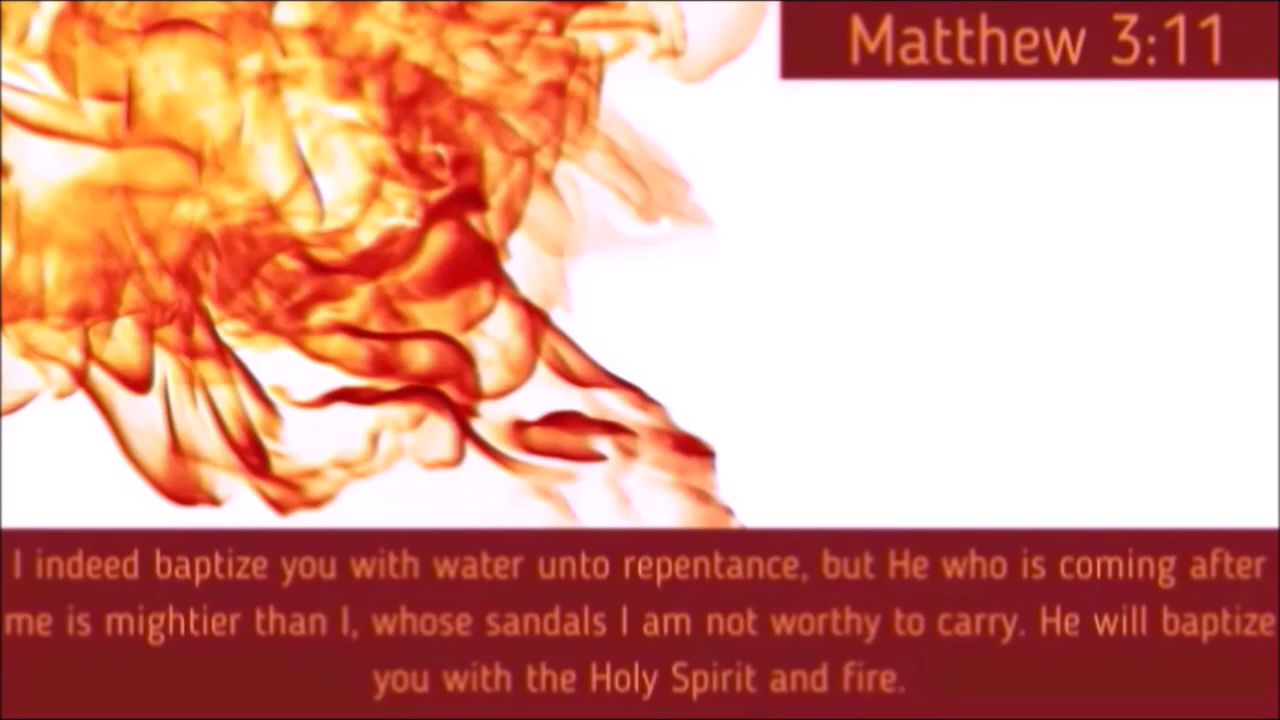 Matthew 3:11
I indeed baptize you with water unto repentance, but He who is coming after
me is mightier than I, whose sandals I am not worthy to carry. He will baptize
you with the Holy Spirit and fire.